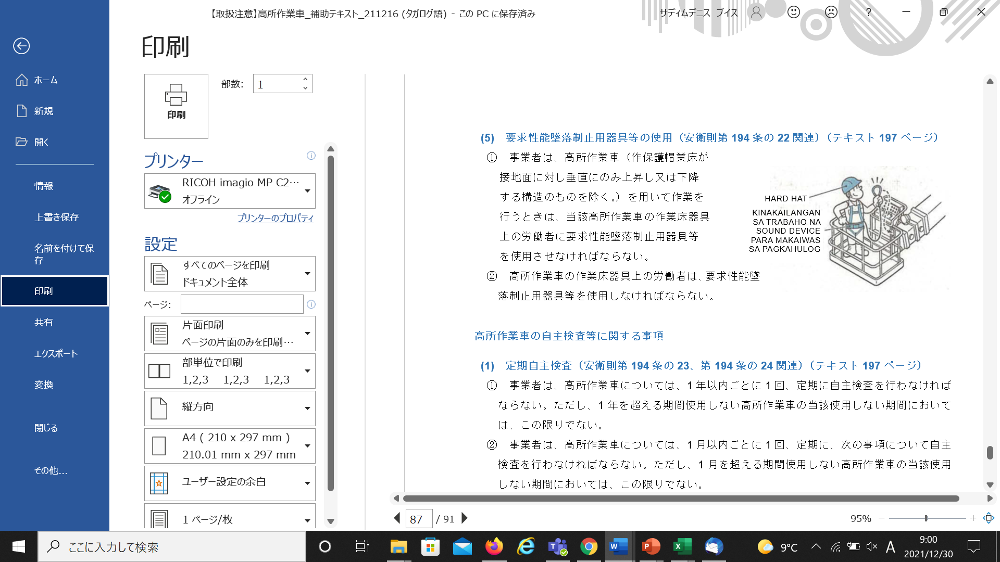 【取扱注意】高所作業車_補助テキスト_211216 (タガログ語) - この PC に保存済み
サディムデニス ブイス
?
印刷
ホーム
新規
開く
情報
上書き保存
名前を付けて保
存
印刷
共有
エクスポート
変換
閉じる
その他...
印刷
部数:
1
プリンター
RICOH imagio MP C2…
オフライン
プリンターのプロパティ
設定
すべてのページを印刷
ドキュメント全体
ページ:
片面印刷
ページの片面のみを印刷…
部単位で印刷
1,2,3 1,2,3 1,2,3
縦方向
A4 ( 210 x 297 mm )
210.01 mm x 297 mm
ユーザー設定の余白
1 ページ/枚
(5) 要求性能墜落制止用器具等の使用（安衛則第 194 条の 22 関連）（テキスト 197 ページ）
① 事業者は、高所作業車（作保護帽業床が
接地面に対し垂直にのみ上昇し又は下降
する構造のものを除く。）を用いて作業を
行うときは、当該高所作業車の作業床器具
上の労働者に要求性能墜落制止用器具等
を使用させなければならない。
② 高所作業車の作業床器具上の労働者は、要求性能墜
落制止用器具等を使用しなければならない。
HARD HAT
KINAKAILANGAN
SA TRABAHO NA
SOUND DEVICE
PARA MAKAIWAS
SA PAGKAHULOG
高所作業車の自主検査等に関する事項
(1) 定期自主検査（安衛則第 194 条の 23、第 194 条の 24 関連）（テキスト 197 ページ）
① 事業者は、高所作業車については、1 年以内ごとに 1 回、定期に自主検査を行わなければ
ならない。ただし、1 年を超える期間使用しない高所作業車の当該使用しない期間において
は、この限りでない。
② 事業者は、高所作業車については、1 月以内ごとに 1 回、定期に、次の事項について自主
検査を行わなければならない。ただし、1 月を超える期間使用しない高所作業車の当該使用
しない期間においては、この限りでない。
87 / 91
95%
ここに入力して検索
9°C
A
9:00
2021/12/30